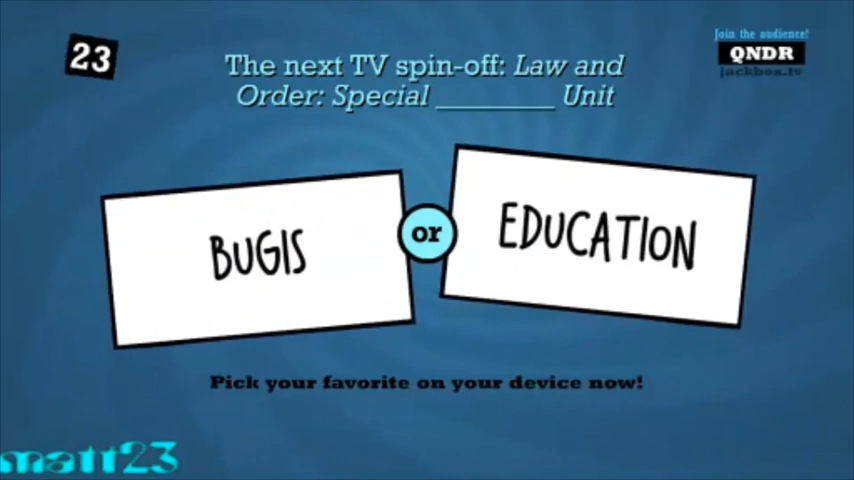 23
Join the audience!
QNDR
jackbox.tv
The next TV spin-off: Law and
Order: Special ________ Unit
BUGIS
or
EDUCATION
Pick your favorite on your device now!
matt23